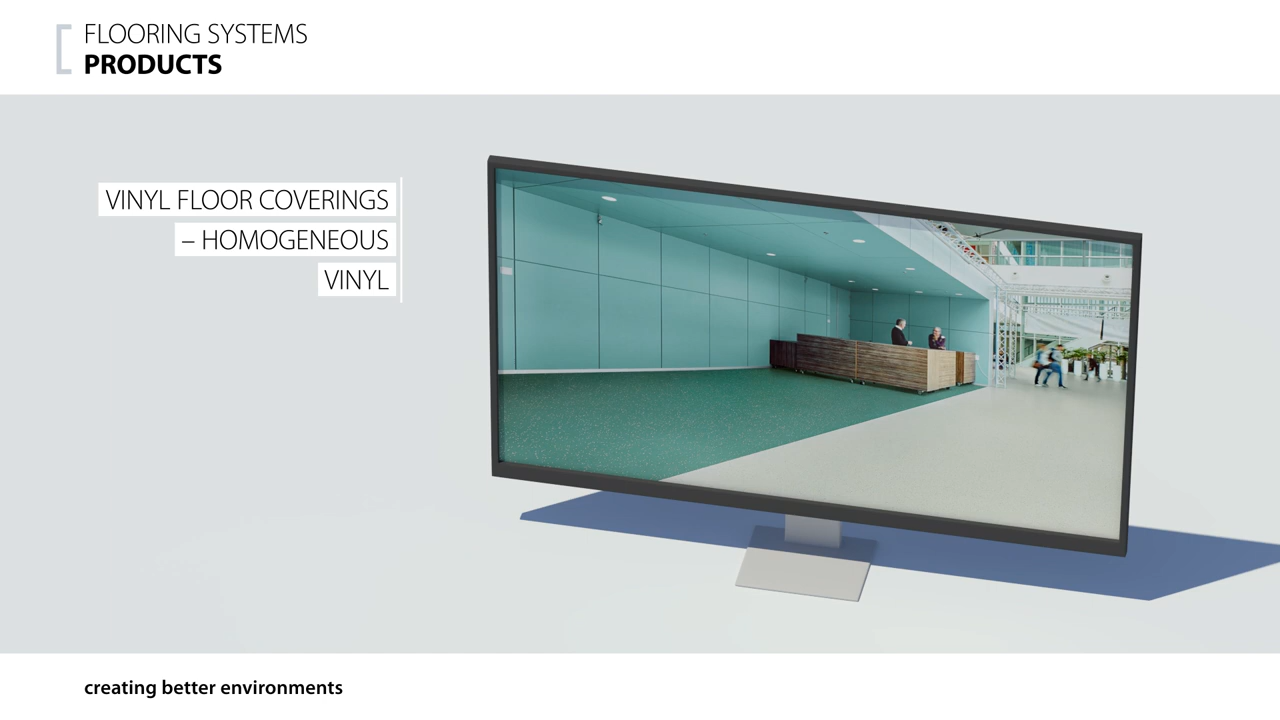 FLOORING SYSTEMS
PRODUCTS
VINYL FLOOR COVERINGS
– HOMOGENEOUS
VINYL
creating better environments